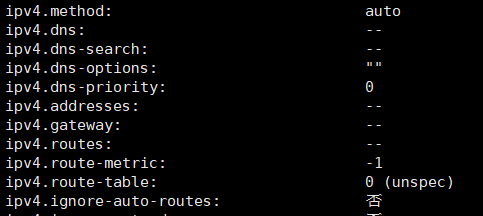 ipv4.method: auto
ipv4.dns: --
ipv4.dns-search: --
ipv4.dns-options: ""
ipv4.dns-priority: 0
ipv4.addresses: --
ipv4.gateway: --
ipv4.routes: --
ipv4.route-metric: -1
ipv4.route-table: 0 (unspec)
ipv4.ignore-auto-routes: 否